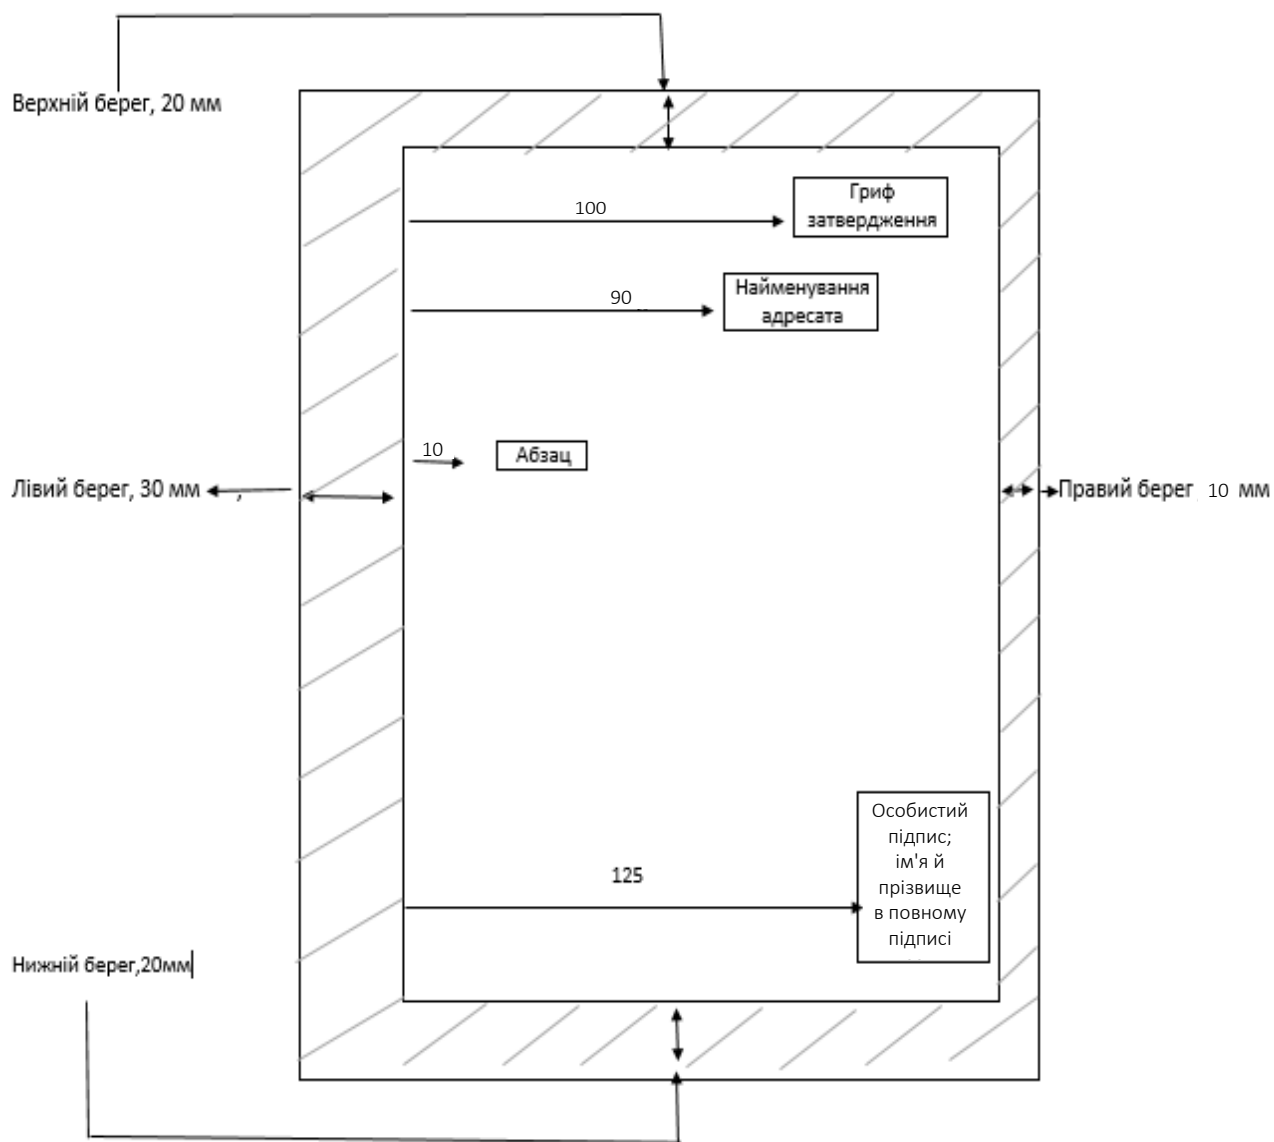 Верхній берег, 20 мм
Гриф
затвердження
100
Найменування
адресата
90
10
Абзац
Лівий берег, 30 мм ,
Правий берег 10 мм
Особистий
підпис;
ім'я й
прізвище
в повному
підписі
125
Нижній берег,20мм